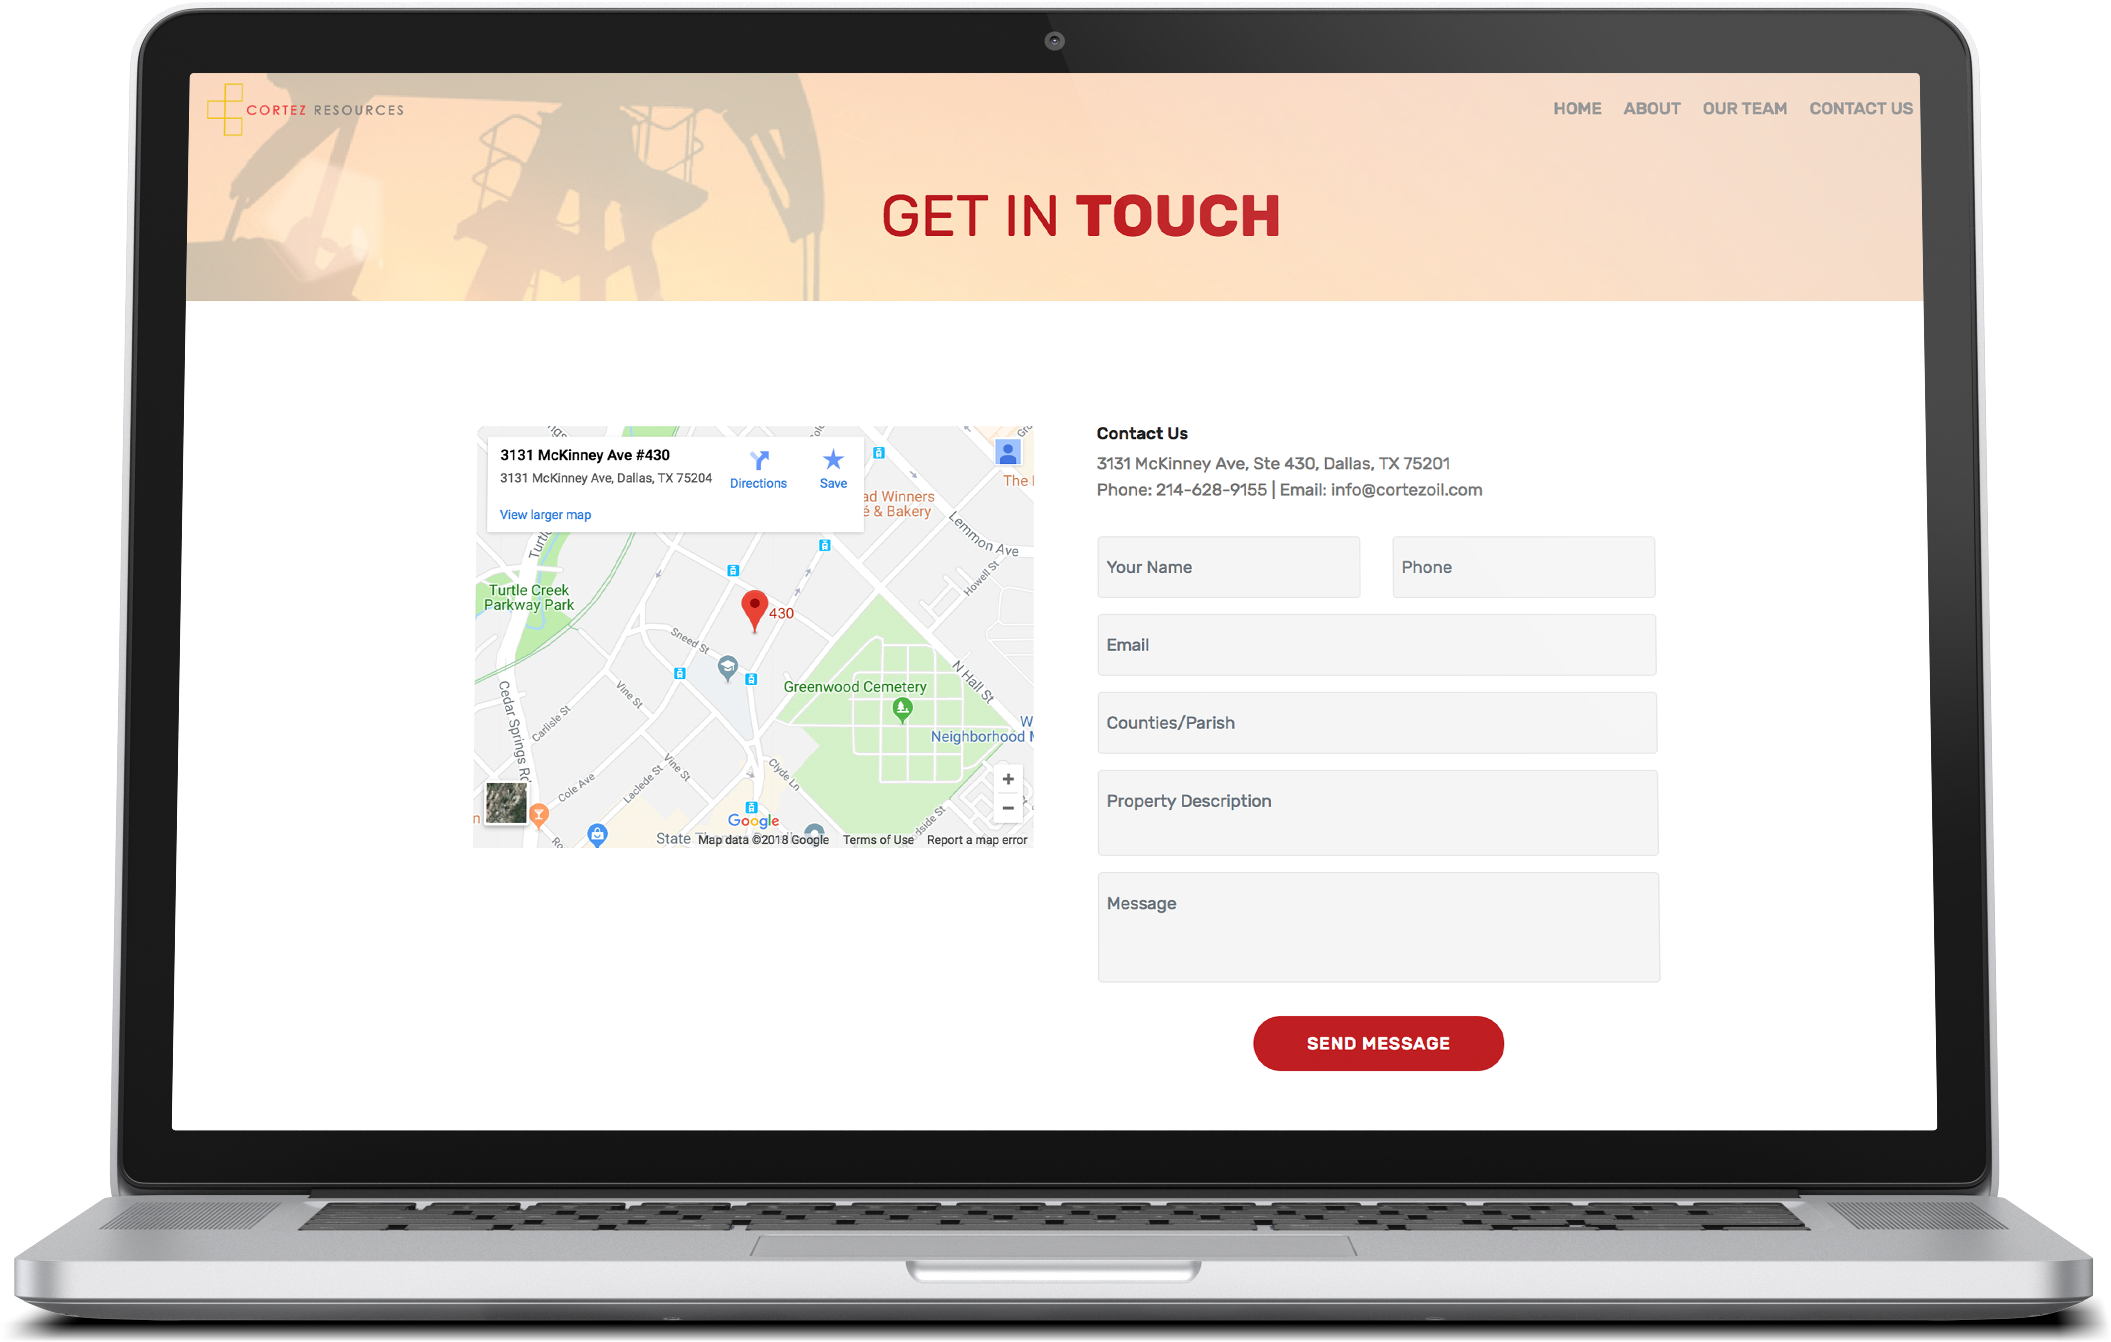 CORTEZ RESOURCES
HOME ABOUT OUR TEAM CONTACT US
GET IN TOUCH
3131 McKinney Ave #430
3131 McKinney Ave, Dallas, TX 75204
Directions
Save
View larger map
ad Winners
é & Bakery
The
Lemmon Ave
Howell St
Turtle Creek
Parkway Park
430
Sneed St
N Hall St
Greenwood Cemetery
Vine St
Cedar Springs Rd
Carlisle St
Neighborhood
Vine St
Clyde Ln
Cole Ave
Laclede St
Google
State
Map data ©2018 Google Terms of Use Report a map error
Contact Us
3131 McKinney Ave, Ste 430, Dallas, TX 75201
Phone: 214-628-9155 | Email: info@cortezoil.com
Your Name
Phone
Email
Counties/Parish
Property Description
Message
SEND MESSAGE